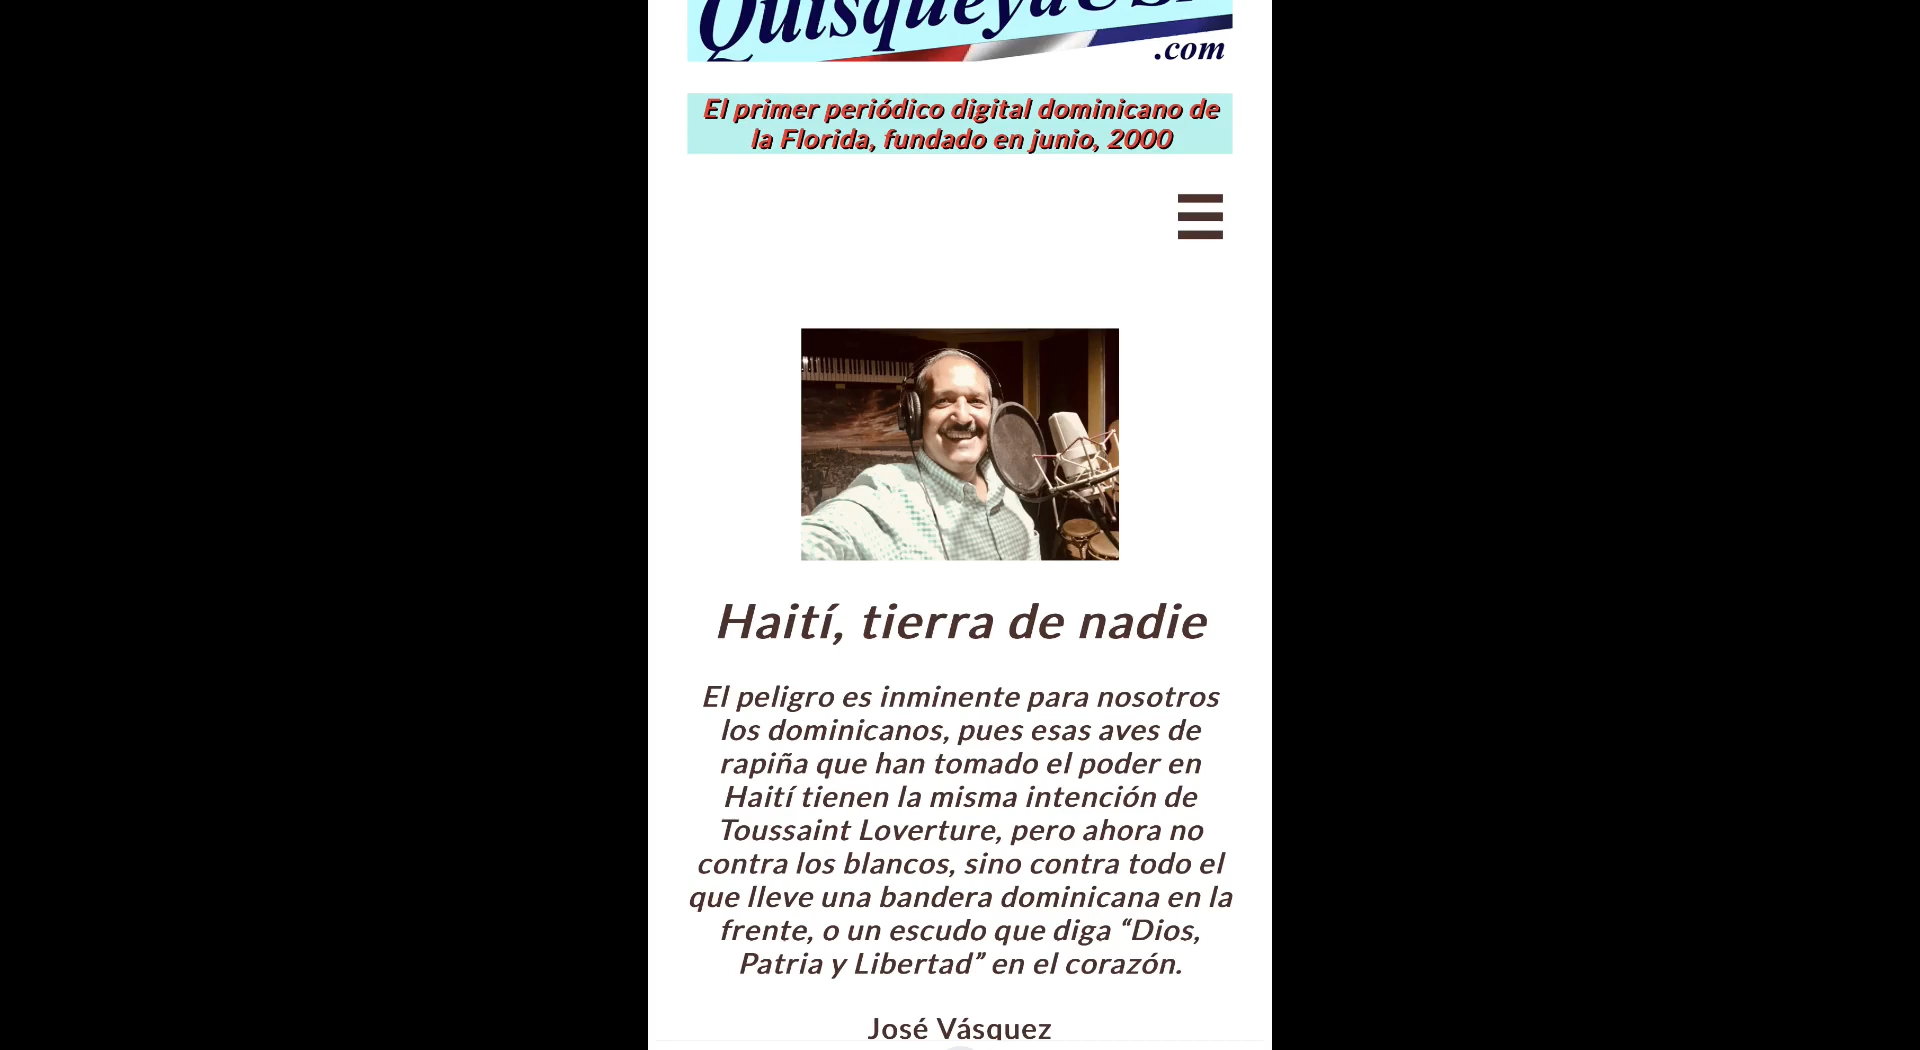 QuisqueyaUSA
.com
El primer periódico digital dominicano de
la Florida, fundado en junio, 2000
Haití, tierra de nadie
El peligro es inminente para nosotros
los dominicanos, pues esas aves de
rapiña que han tomado el poder en
Haití tienen la misma intención de
Toussaint Loverture, pero ahora no
contra los blancos, sino contra todo el
que lleve una bandera dominicana en la
frente, o un escudo que diga “Dios,
Patria y Libertad” en el corazón.
José Vásquez